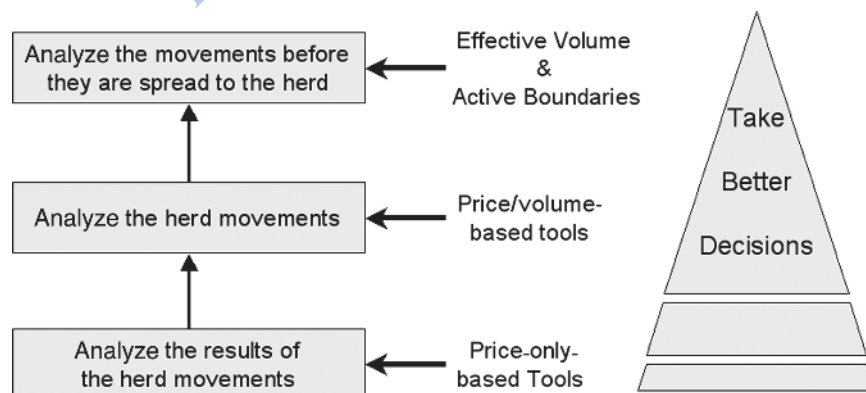 Analyze the movements before
they are spread to the herd
Effective Volume
&
Active Boundaries
Take
Better
Decisions
Analyze the herd movements
Price/volume-
based tools
Analyze the results of
the herd movements
Price-only-
based Tools